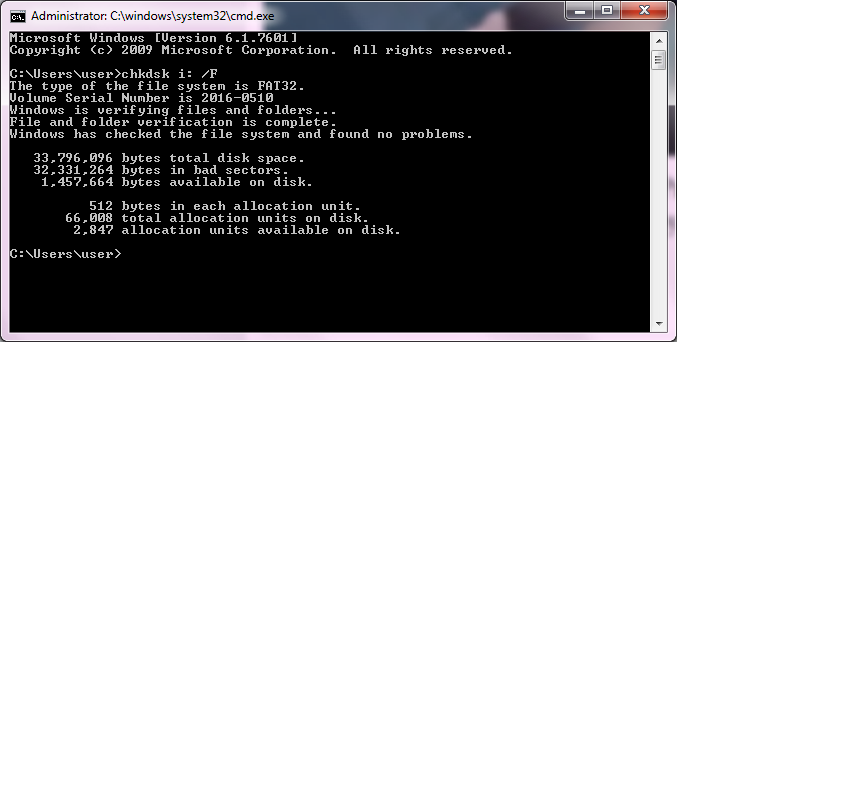 Administrator: C:\windows\system32\cmd.exe
Microsoft Windows [Version 6.1.7601]
Copyright (c) 2009 Microsoft Corporation.  All rights reserved.
C:\Users\user>chkdsk i: /F
The type of the file system is FAT32.
Volume Serial Number is 2016-0510
Windows is verifying files and folders...
File and folder verification is complete.
Windows has checked the file system and found no problems.
33,796,096 bytes total disk space.
32,331,264 bytes in bad sectors.
1,457,664 bytes available on disk.
512 bytes in each allocation unit.
66,008 total allocation units on disk.
2,847 allocation units available on disk.
C:\Users\user>